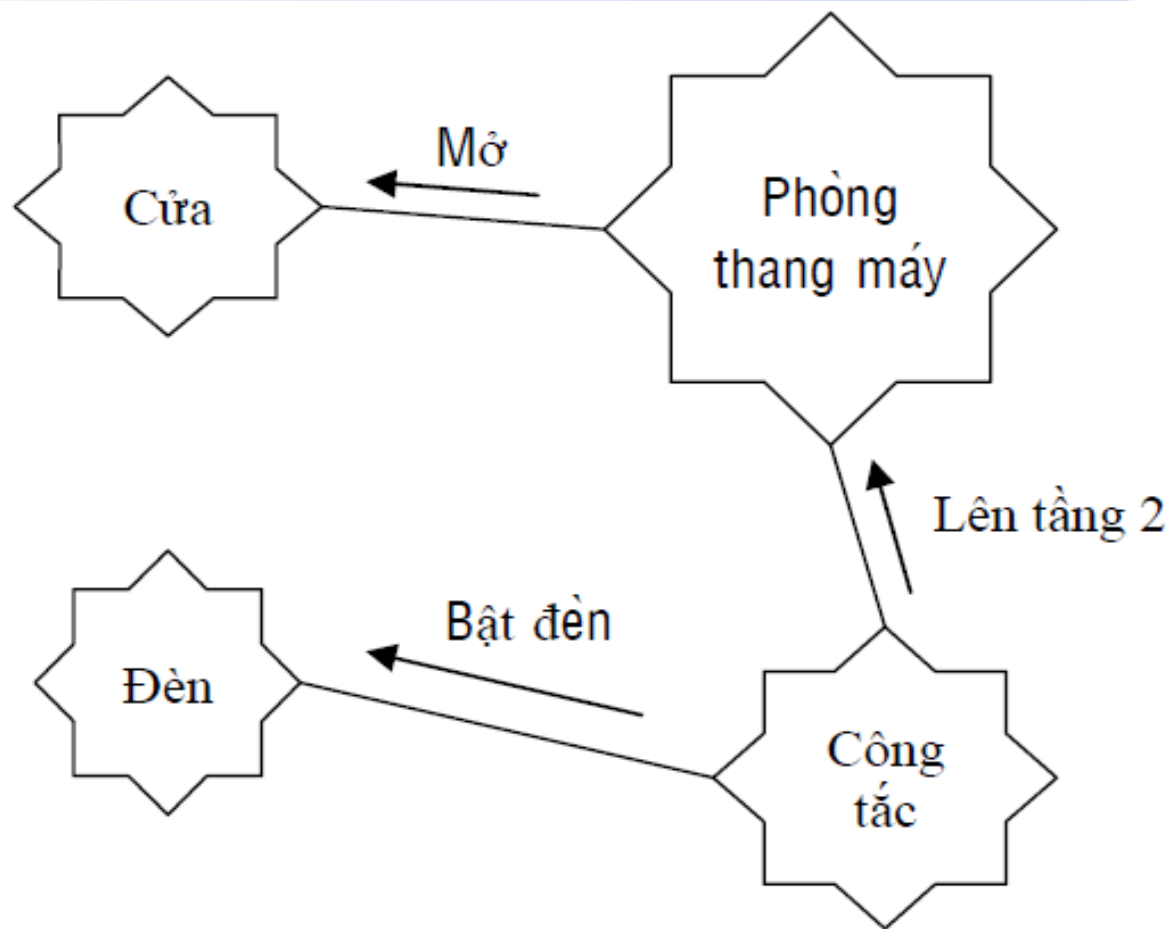 Mở
Cửa
Phòng
thang máy
Lên tầng 2
Bật đèn
Đèn
Công
tắc